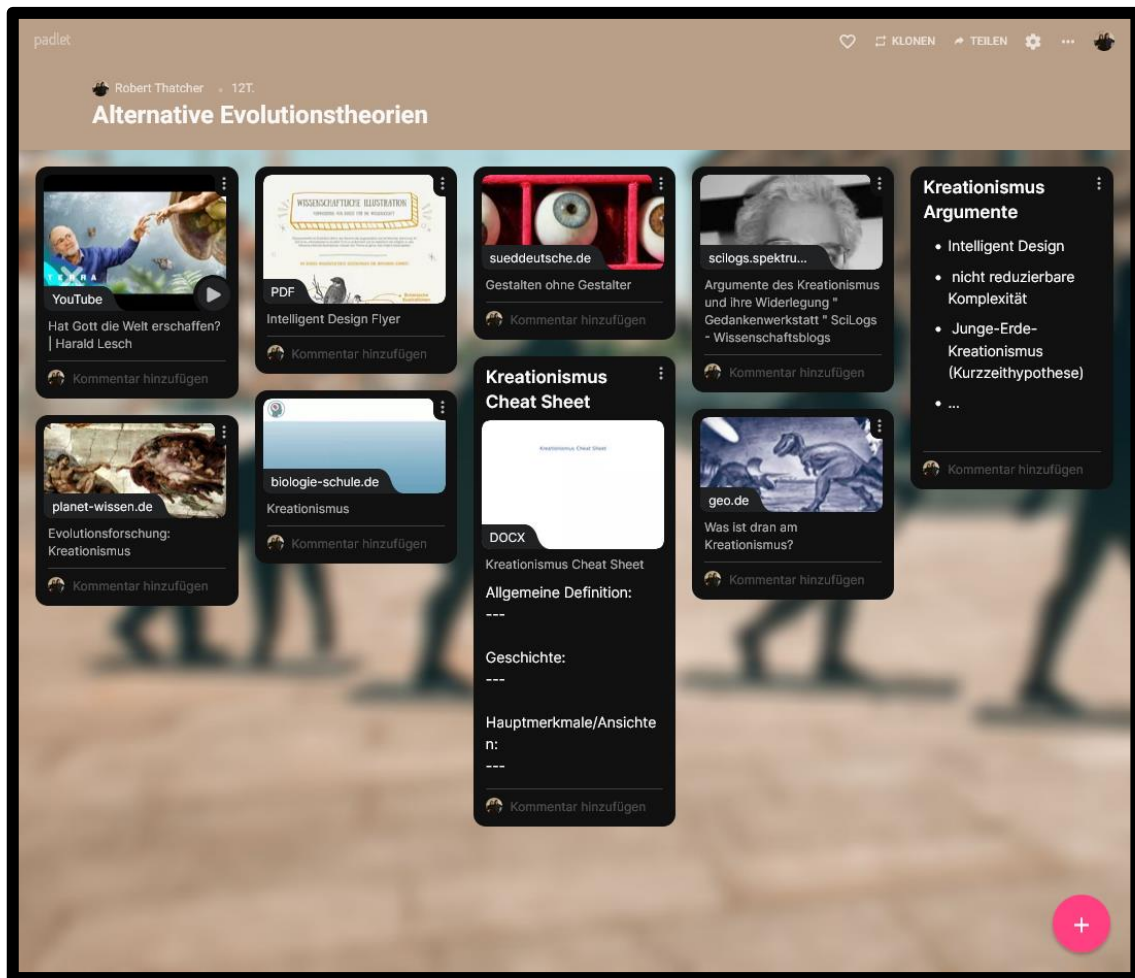 padlet
KLONEN
TEILEN
Robert Thatcher • 12T.
Alternative Evolutionstheorien
TERRA
YouTube
Hat Gott die Welt erschaffen?
| Harald Lesch
Kommentar hinzufügen
planet-wissen.de
Evolutionsforschung:
Kreationismus
Kommentar hinzufügen
WISSENSCHAFTLICHE ILLUSTRATION
PDF
Intelligent Design Flyer
Kommentar hinzufügen
biologie-schule.de
Kreationismus
Kommentar hinzufügen
sueddeutsche.de
Gestalten ohne Gestalter
Kommentar hinzufügen
Kreationismus
Cheat Sheet
Kreationismus Cheat Sheet
DOCX
Kreationismus Cheat Sheet
Allgemeine Definition:
---
Geschichte:
---
Hauptmerkmale/Ansichte
n:
---
Kommentar hinzufügen
scilogs.spektru...
Argumente des Kreationismus
und ihre Widerlegung "
Gedankenwerkstatt " SciLogs
- Wissenschaftsblogs
Kommentar hinzufügen
geo.de
Was ist dran am
Kreationismus?
Kommentar hinzufügen
Kreationismus
Argumente
• Intelligent Design
• nicht reduzierbare
Komplexität
• Junge-Erde-
Kreationismus
(Kurzzeithypothese)
• ...
Kommentar hinzufügen